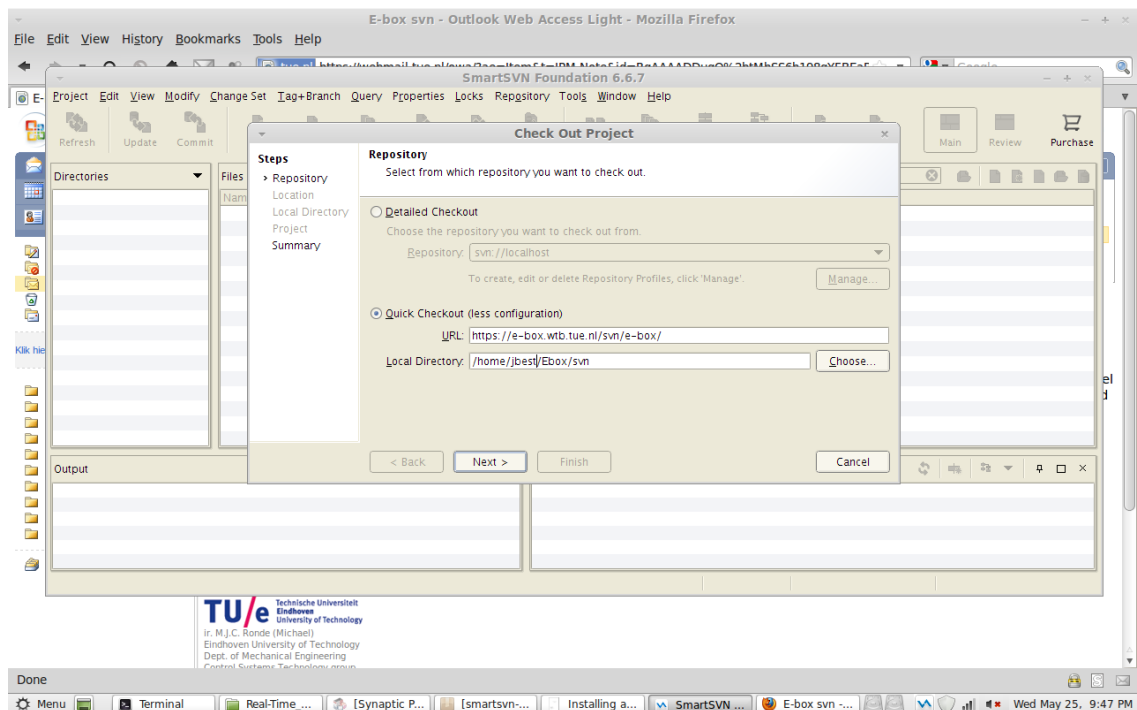 E-box svn - Outlook Web Access Light - Mozilla Firefox
File Edit View History Bookmarks Tools Help
SmartSVN Foundation 6.6.7
Project Edit View Modify Change Set Tag+Branch Query Properties Locks Repository Tools Window Help
Refresh Update Commit Main Review Purchase
Check Out Project
Steps
› Repository
Location
Local Directory
Project
Summary
Repository
Select from which repository you want to check out.
Directories
Files
Nam
Detailed Checkout
Choose the repository you want to check out from.
Repository: svn://localhost
To create, edit or delete Repository Profiles, click 'Manage'.
Manage...
Quick Checkout (less configuration)
URL: https://e-box.wtb.tue.nl/svn/e-box/
Local Directory: /home/jbest/Ebox/svn
Choose...
< Back Next > Finish Cancel
Klik hie
Output
TU/e Technische Universiteit
Eindhoven
University of Technology
ir. M.J.C. Ronde (Michael)
Eindhoven University of Technology
Dept. of Mechanical Engineering
Control Systems Technology group
Done
Menu Terminal Real-Time_... [Synaptic P... [smartsvn-... Installing a... SmartSVN ... E-box svn -... Wed May 25, 9:47 PM